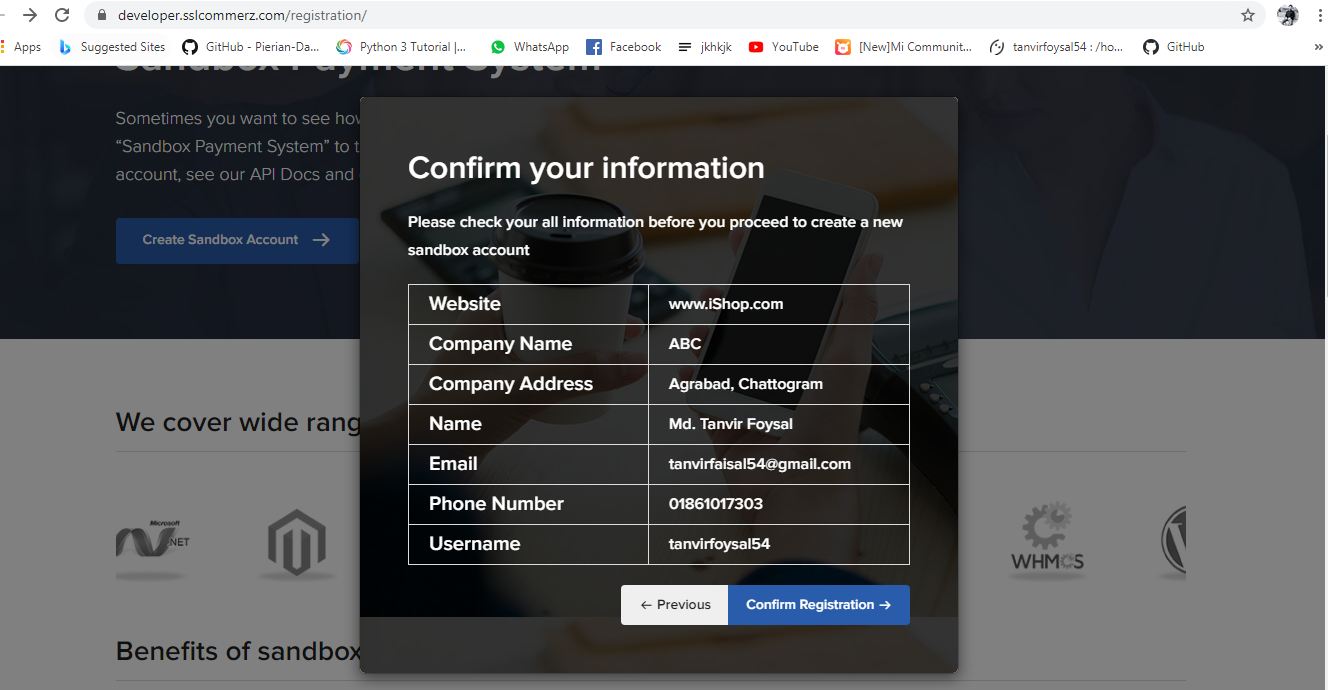 developer.sslcommerz.com/registration/
Apps Suggested Sites GitHub - Pierian-Da... Python 3 Tutorial |... WhatsApp Facebook jkhkjk YouTube [New]Mi Communit... tanvirfoysal54 : /ho... GitHub »
Sandbox Payment System
Sometimes you want to see how
“Sandbox Payment System” to t
account, see our API Docs and
Create Sandbox Account →
Confirm your information
Please check your all information before you proceed to create a new
sandbox account
Website www.iShop.com
Company Name ABC
Company Address Agrabad, Chattogram
Name Md. Tanvir Foysal
Email tanvirfaisal54@gmail.com
Phone Number 01861017303
Username tanvirfoysal54
← Previous Confirm Registration →
We cover wide rang
Microsoft
.NET
WHMCS
Benefits of sandbox